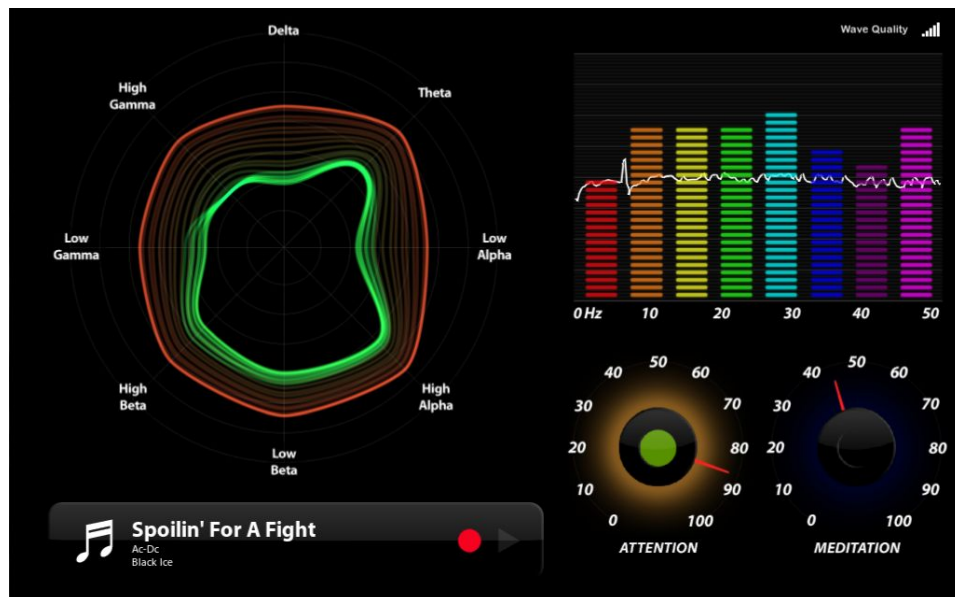 Delta
Theta
Low
Alpha
High
Alpha
Low
Beta
High
Beta
Low
Gamma
High
Gamma
Wave Quality
0 Hz 10 20 30 40 50
0 10 20 30 40 50 60 70 80 90 100
ATTENTION
0 10 20 30 40 50 60 70 80 90 100
MEDITATION
Spoilin' For A Fight
Ac-Dc
Black Ice